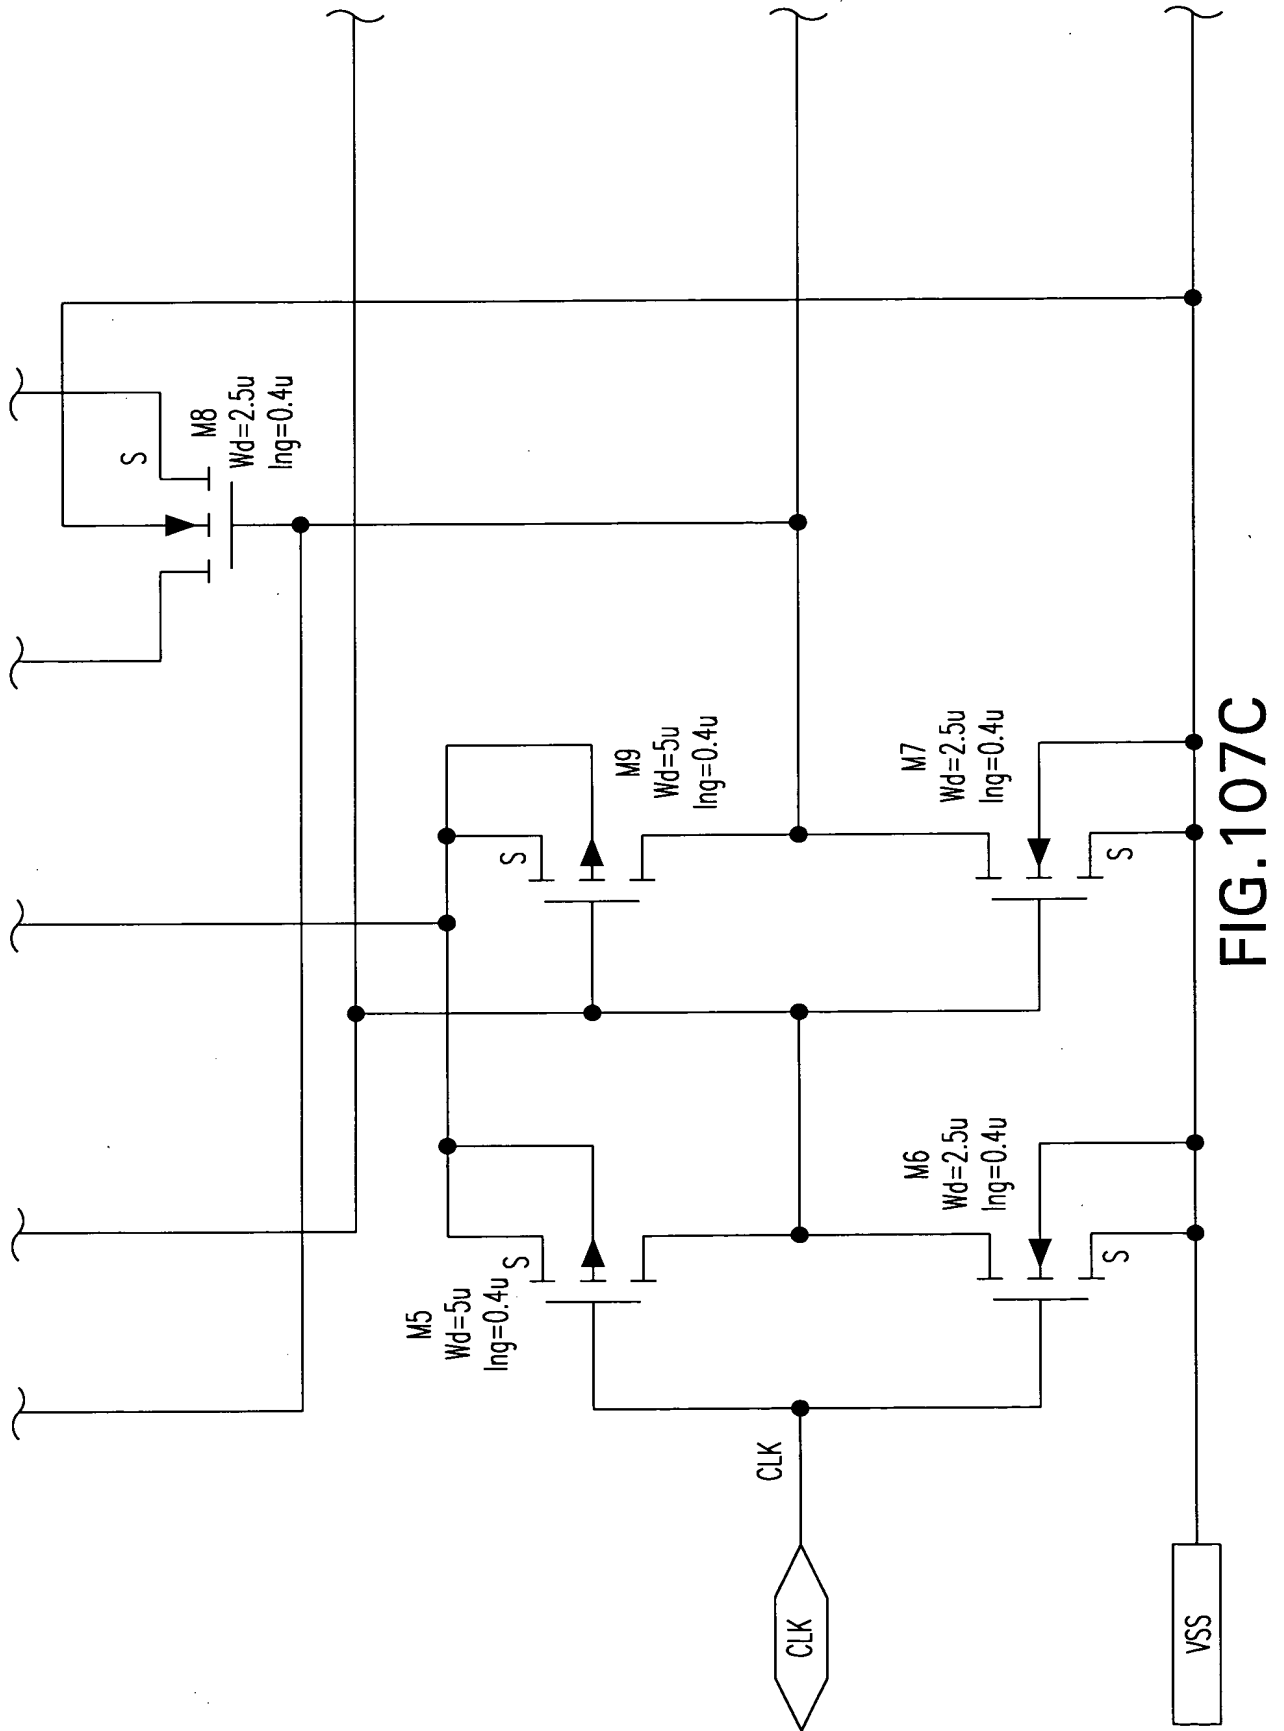 M8
Wd=2.5u
lng=0.4u
S
M5
Wd=5u
lng=0.4u
S
M9
Wd=5u
lng=0.4u
S
CLK
CLK
M6
Wd=2.5u
lng=0.4u
S
M7
Wd=2.5u
lng=0.4u
S
VSS
FIG.107C